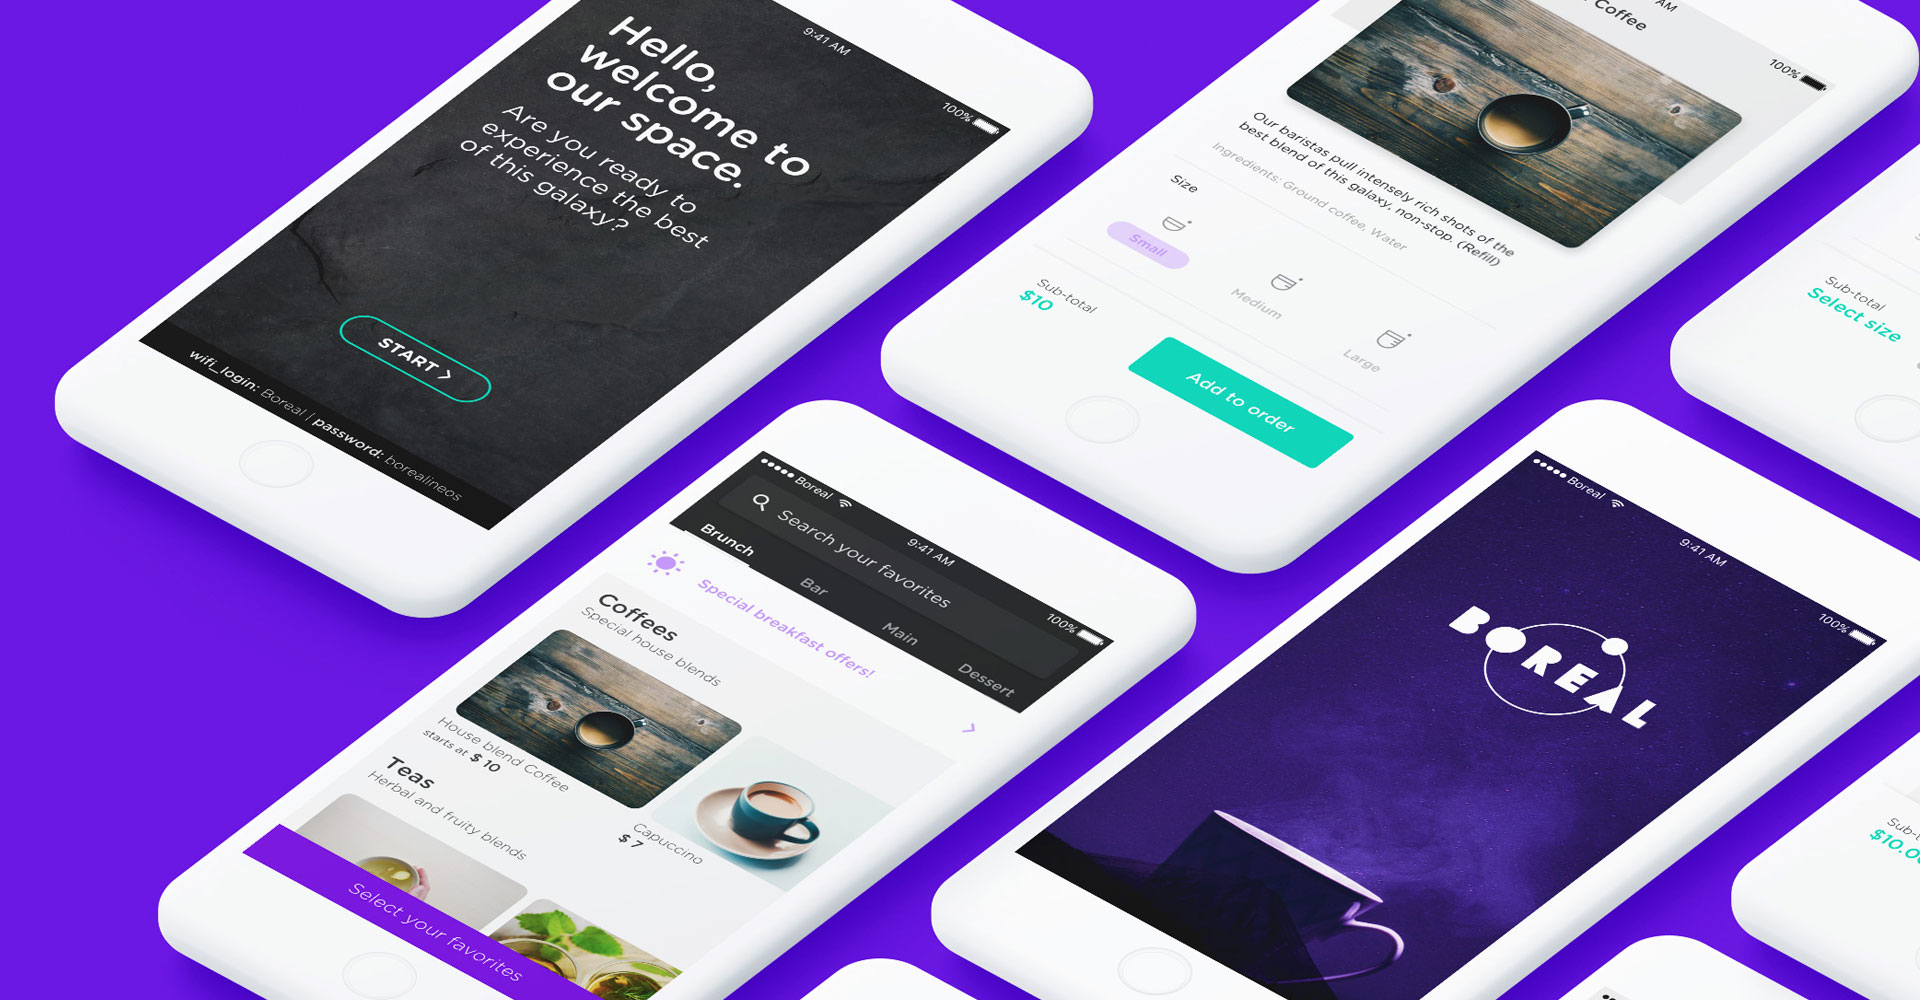 9:41 AM
100%
Hello,
welcome to
our space.
Are you ready to
experience the best
of this galaxy?
START >
wifi_login: Boreal | password: borealineos
AM
Coffee
100%
Our baristas pull intensely rich shots of the
best blend of this galaxy, non-stop. (Refill)
Ingredients: Ground coffee, Water
Size
Small
Medium
Large
Sub-total
$10
Add to order
Sub-total
Select size
Boreal
9:41 AM
100%
Search your favorites
Brunch
Bar
Main
Dessert
Special breakfast offers!
Coffees
Special house blends
House blend Coffee
starts at $ 10
Capuccino
$ 7
Teas
Herbal and fruity blends
Select your favorites
Boreal
9:41 AM
100%
BOREAL